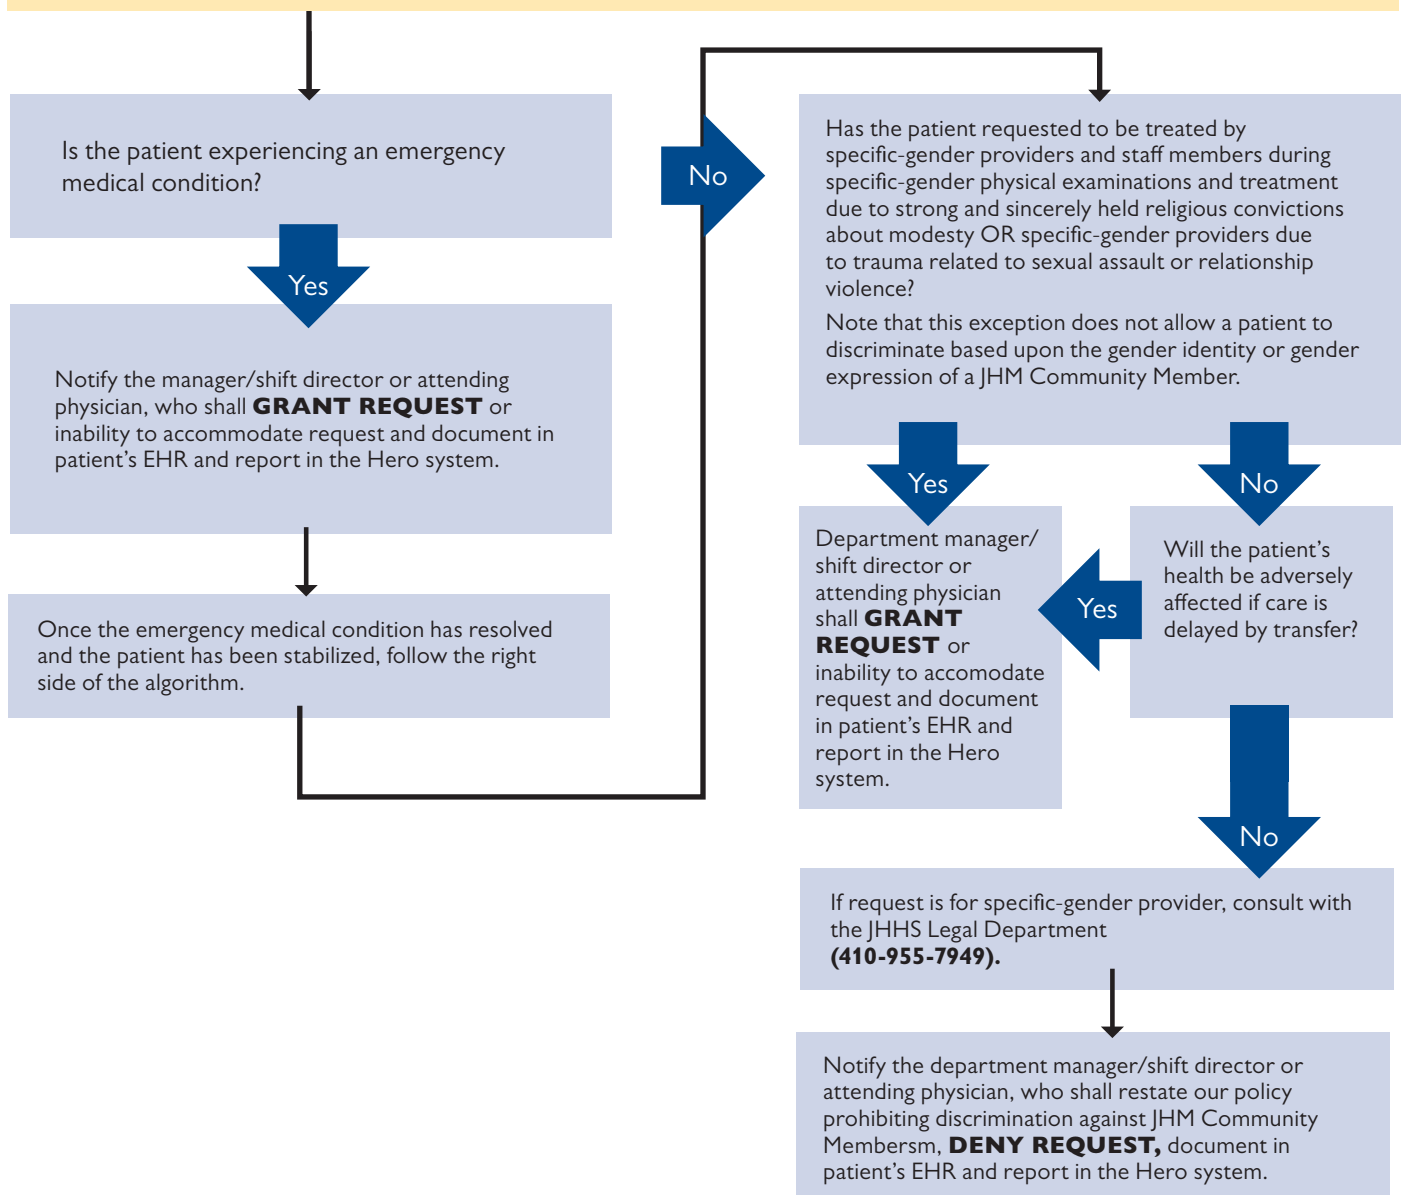 Is the patient experiencing an emergency
medical condition?
Yes
Notify the manager/shift director or attending
physician, who shall GRANT REQUEST or
inability to accommodate request and document in
patient's EHR and report in the Hero system.
Once the emergency medical condition has resolved
and the patient has been stabilized, follow the right
side of the algorithm.
No
Has the patient requested to be treated by
specific-gender providers and staff members during
specific-gender physical examinations and treatment
due to strong and sincerely held religious convictions
about modesty OR specific-gender providers due
to trauma related to sexual assault or relationship
violence?
Note that this exception does not allow a patient to
discriminate based upon the gender identity or gender
expression of a JHM Community Member.
Yes
No
Department manager/
shift director or
attending physician
shall GRANT
REQUEST or
inability to accomodate
request and document
in patient's EHR and
report in the Hero
system.
Yes
Will the patient's
health be adversely
affected if care is
delayed by transfer?
No
If request is for specific-gender provider, consult with
the JHHS Legal Department
(410-955-7949).
Notify the department manager/shift director or
attending physician, who shall restate our policy
prohibiting discrimination against JHM Community
Membersm, DENY REQUEST, document in
patient's EHR and report in the Hero system.